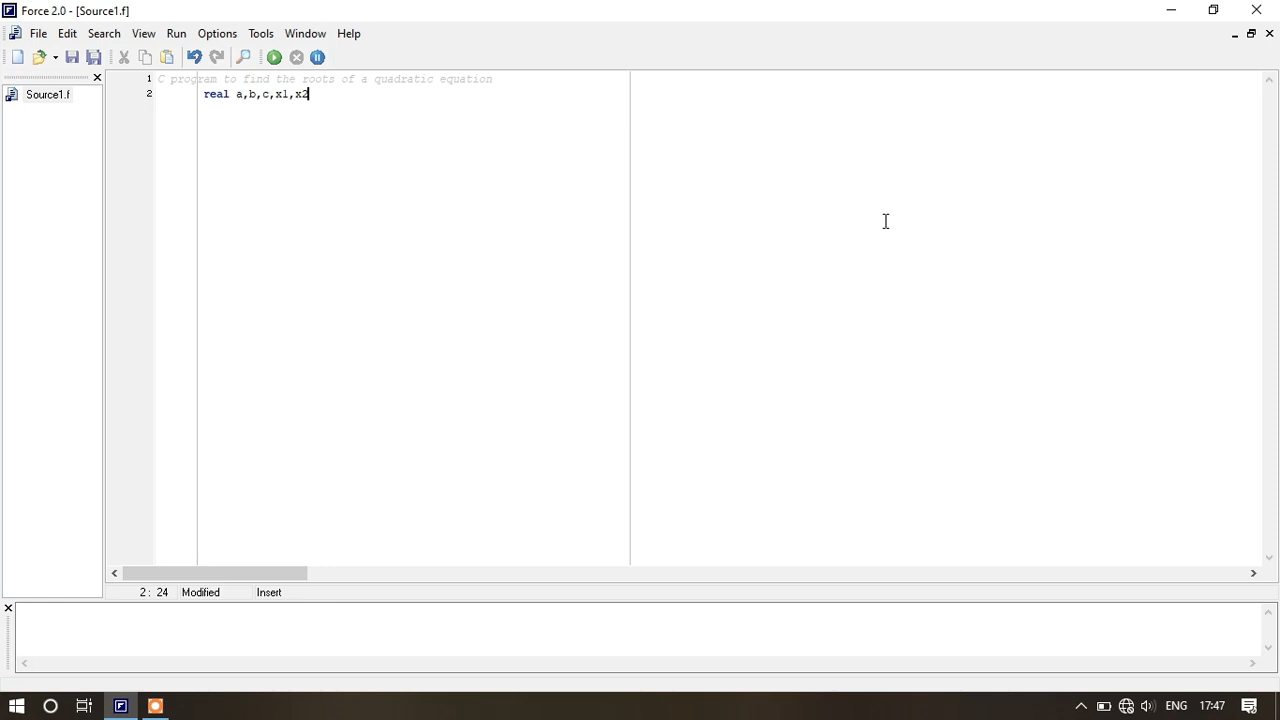 Force 2.0 - [Source1.f]
File Edit Search View Run Options Tools Window Help
Source1.f
1 C program to find the roots of a quadratic equation
2 real a,b,c,x1,x2
2: 24 Modified Insert
ENG 17:47